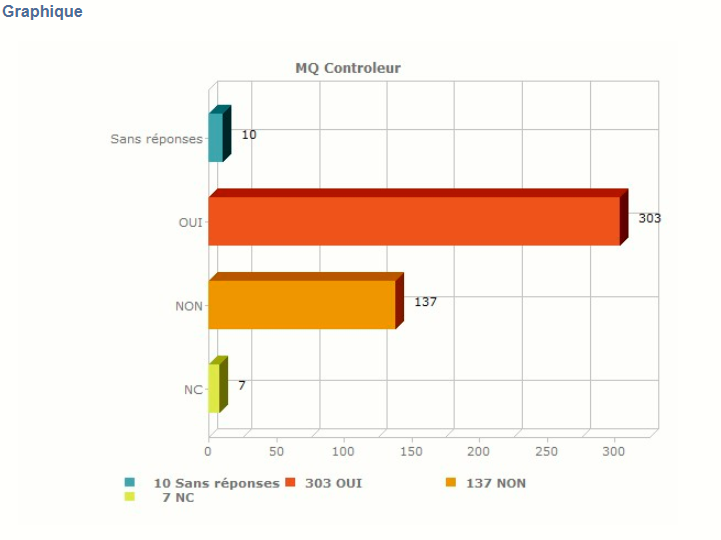 Graphique
MQ Controleur
Sans réponses
10
OUI
303
NON
137
NC
7
0 50 100 150 200 250 300
10 Sans réponses 303 OUI 137 NON
7 NC